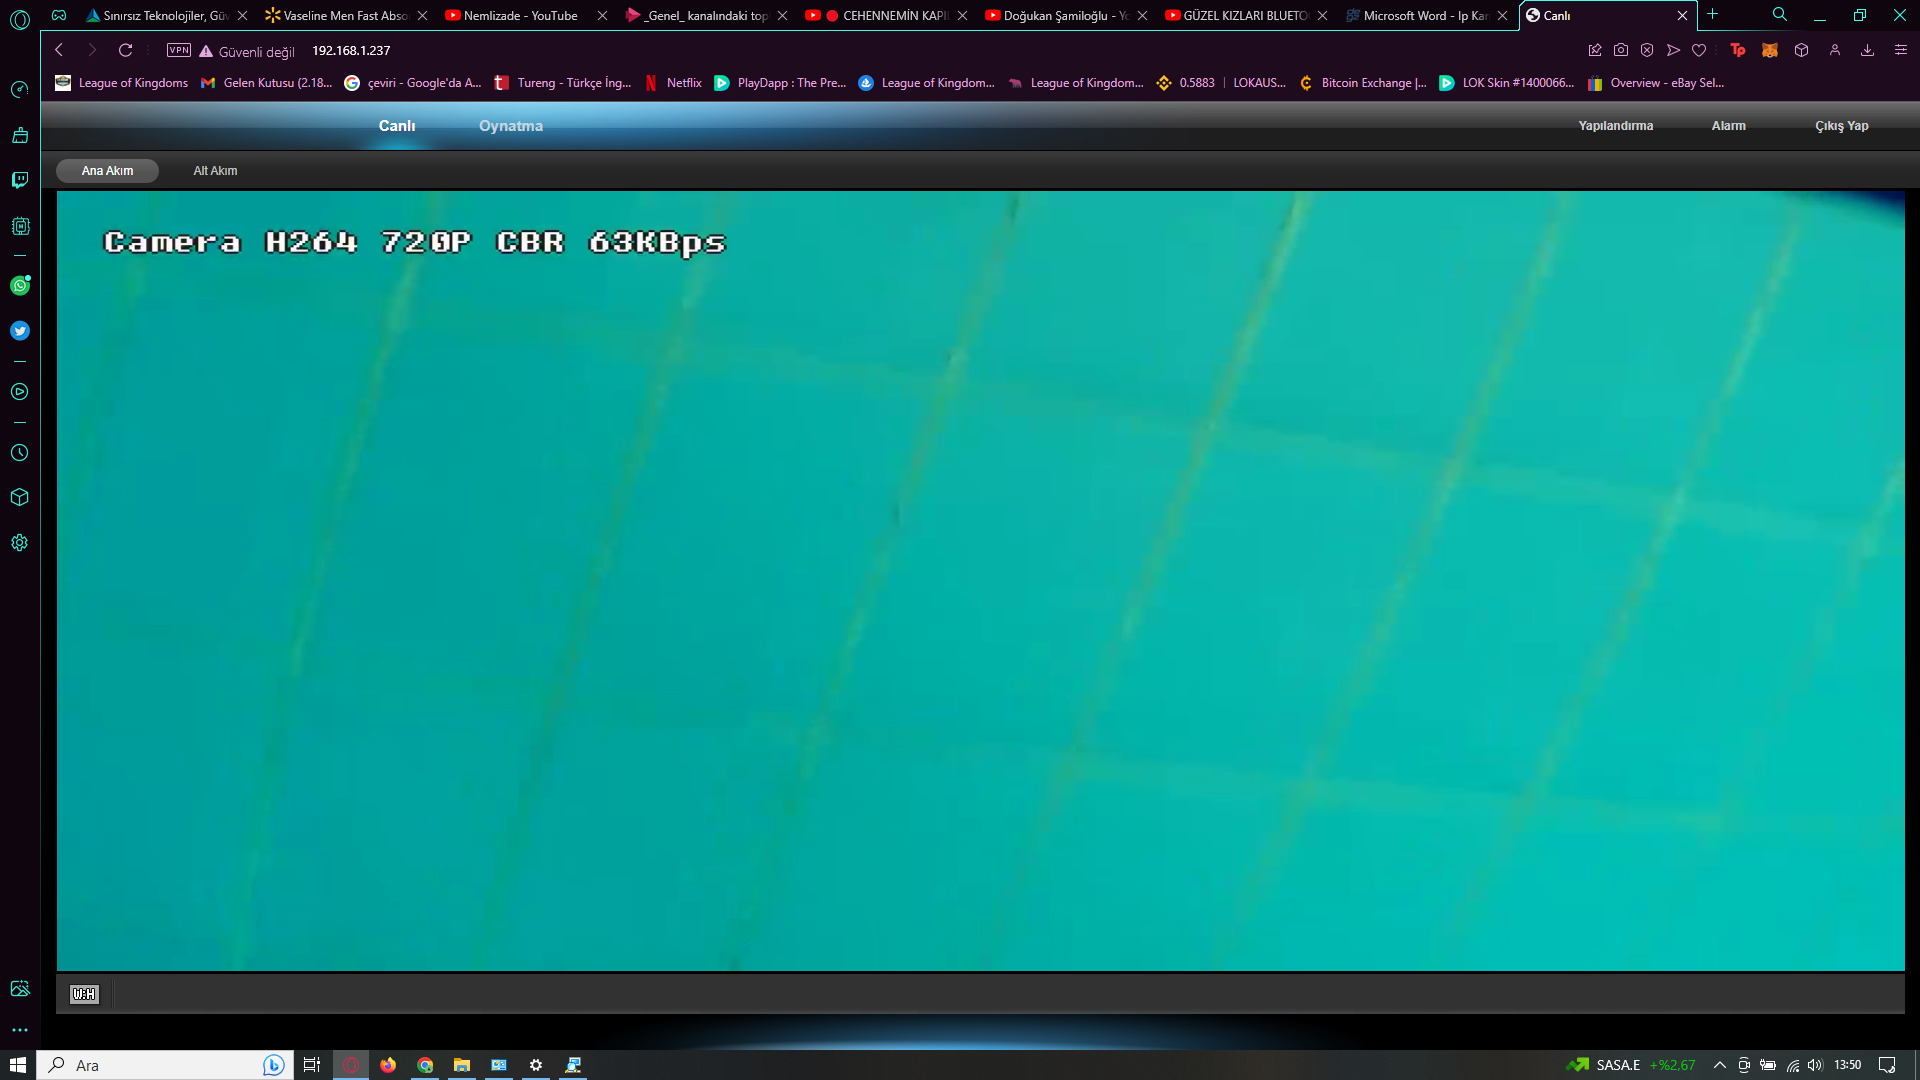 Sınırsız Teknolojiler, Güv
Vaseline Men Fast Abso
Nemlizade - YouTube
_Genel_ kanalındaki top
CEHENNEMİN KAPI
Doğukan Şamiloğlu - Yo
GÜZEL KIZLARI BLUETO
Microsoft Word - Ip Kan
Canlı
VPN
Güvenli değil
192.168.1.237
League of Kingdoms
Gelen Kutusu (2.18...
çeviri - Google'da A...
Tureng - Türkçe İng...
Netflix
PlayDapp : The Pre...
League of Kingdom...
League of Kingdom...
0.5883 | LOKAUS...
Bitcoin Exchange |...
LOK Skin #1400066...
Overview - eBay Sel...
Canlı
Oynatma
Yapılandırma
Alarm
Çıkış Yap
Ana Akım
Alt Akım
Camera H264 720P CBR 63KBps
W:H
Ara
SASA.E
+%2,67
13:50